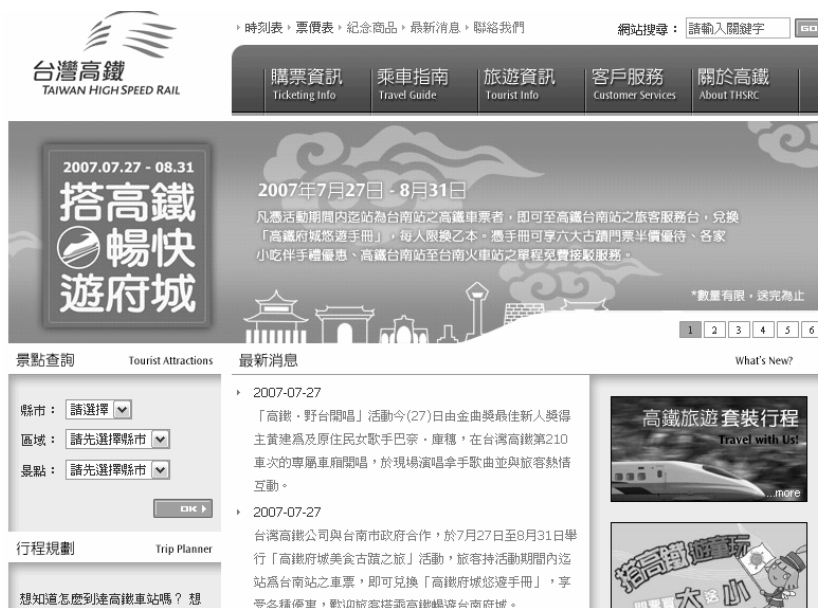 時刻表 票價表 紀念商品 最新消息 聯絡我們
網站搜尋： 請輸入關鍵字 GO
台灣高鐵
TAIWAN HIGH SPEED RAIL
購票資訊 乘車指南 旅遊資訊 客戶服務 關於高鐵
Ticketing Info Travel Guide Tourist Info Customer Services About THSRC
2007.07.27 - 08.31
搭高鐵
暢快
遊府城
2007年7月27日 - 8月31日
凡憑活動期間內迄站為台南站之高鐵車票者，即可至高鐵台南站之旅客服務台，兌換
「高鐵府城悠遊手冊」，每人限換乙本。憑手冊可享六大古蹟門票半價優待、各家
小吃伴手禮優惠、高鐵台南站至台南火車站之單程免費接駁服務。
*數量有限，送完為止
1 2 3 4 5 6
景點查詢 Tourist Attractions
縣市： 請選擇
區域： 請先選擇縣市
景點： 請先選擇縣市
OK
行程規劃 Trip Planner
想知道怎麼到達高鐵車站嗎？想
最新消息 What's New?
2007-07-27
「高鐵・野台開唱」活動今(27)日由金曲獎最佳新人獎得
主黃建為及原住民女歌手巴奈・庫穗，在台灣高鐵第210
車次的專屬車廂開唱，於現場演唱拿手歌曲並與旅客熱情
互動。
2007-07-27
台灣高鐵公司與台南市政府合作，於7月27日至8月31日舉
行「高鐵府城美食古蹟之旅」活動，旅客持活動期間內迄
站為台南站之車票，即可兌換「高鐵府城悠遊手冊」，享
受各種優惠，歡迎旅客搭乘高鐵暢遊台南府城。
高鐵旅遊套裝行程
Travel with Us!
...more
搭高鐵 遊童玩
大送小